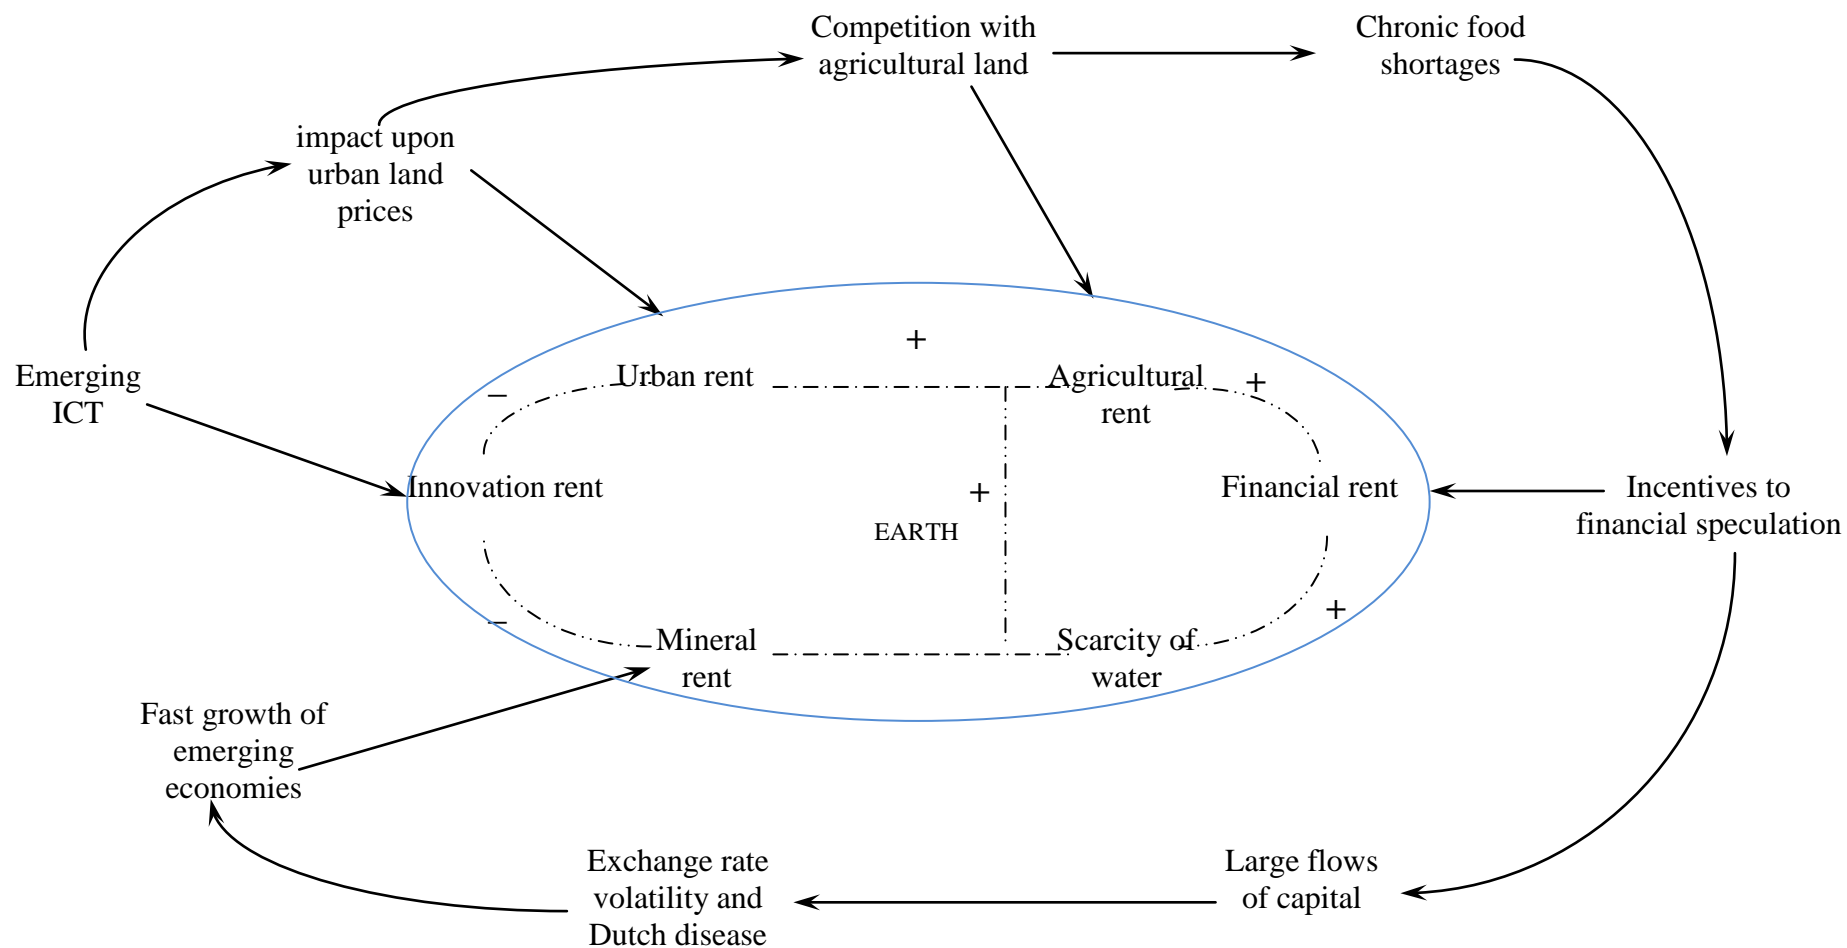 Competition with
agricultural land
Chronic food
shortages
impact upon
urban land
prices
Emerging
ICT
+
Urban rent
Agricultural
rent
+
−
Innovation rent
+
EARTH
Financial rent
Incentives to
financial speculation
−
Mineral
rent
Scarcity of
water
+
Fast growth of
emerging
economies
Exchange rate
volatility and
Dutch disease
Large flows
of capital